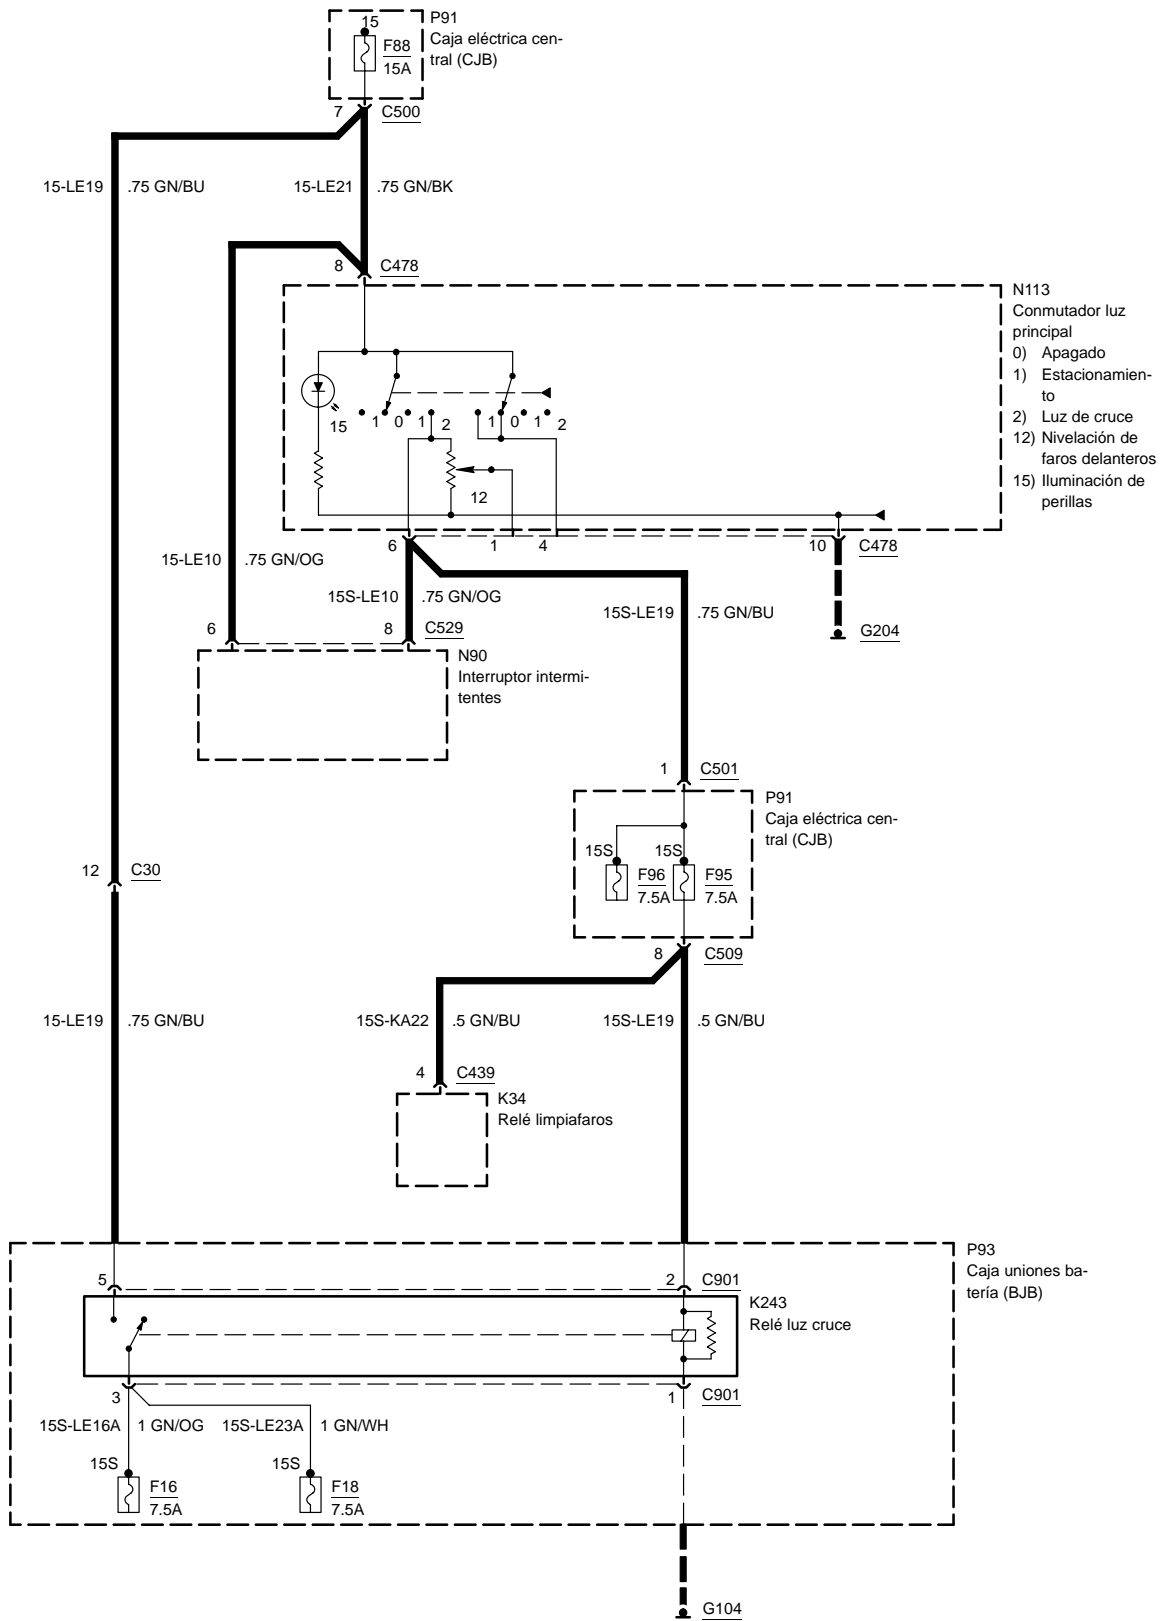 15
F88
15A
P91
Caja eléctrica cen-
tral (CJB)
7
C500
15-LE19
.75 GN/BU
15-LE21
.75 GN/BK
8
C478
N113
Conmutador luz
principal
0) Apagado
1) Estacionamien-
to
2) Luz de cruce
12) Nivelación de
faros delanteros
15) Iluminación de
perillas
15
1 0 1 2
1 0 1 2
12
6
1
4
10
C478
15-LE10
.75 GN/OG
15S-LE10
.75 GN/OG
15S-LE19
.75 GN/BU
G204
6
8
C529
N90
Interruptor intermi-
tentes
1
C501
P91
Caja eléctrica cen-
tral (CJB)
15S
F96
7.5A
15S
F95
7.5A
12
C30
8
C509
15-LE19
.75 GN/BU
15S-KA22
.5 GN/BU
15S-LE19
.5 GN/BU
4
C439
K34
Relé limpiafaros
P93
Caja uniones ba-
tería (BJB)
5
2
C901
K243
Relé luz cruce
3
1
C901
15S-LE16A
1 GN/OG
15S-LE23A
1 GN/WH
15S
F16
7.5A
15S
F18
7.5A
G104